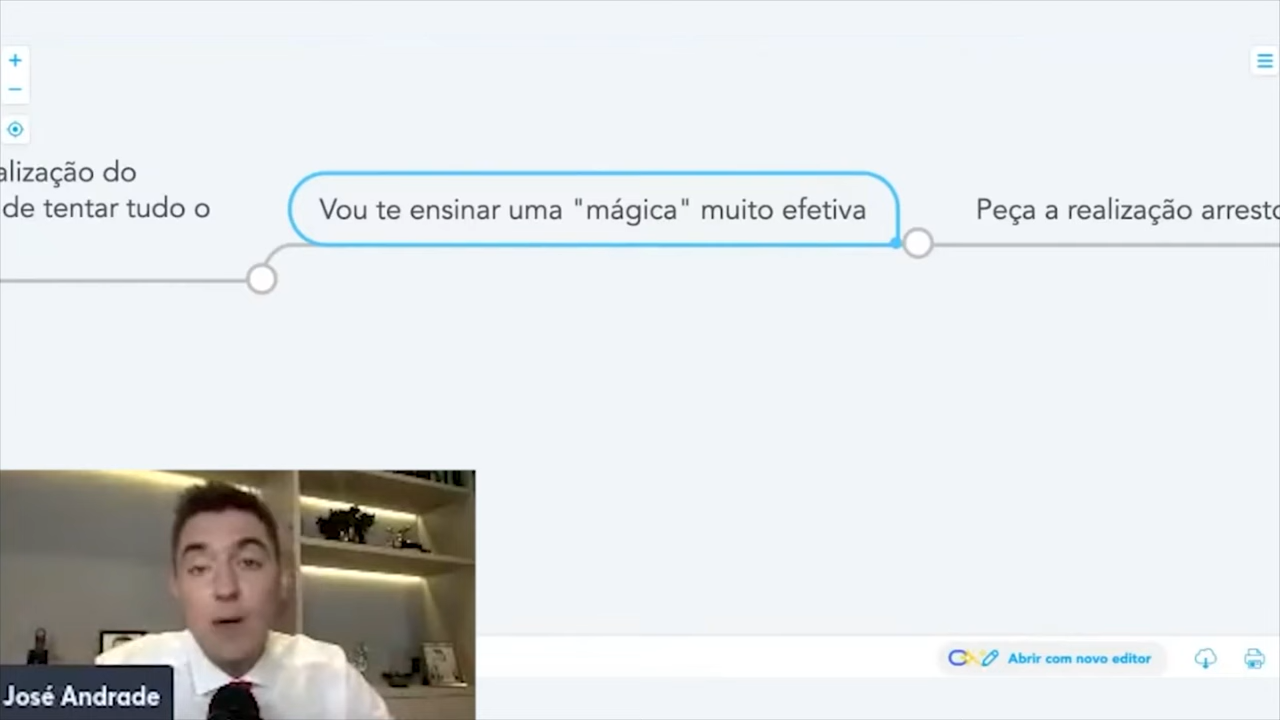 alização do
de tentar tudo o
Vou te ensinar uma "mágica" muito efetiva
Peça a realização arresto
Abrir com novo editor
José Andrade